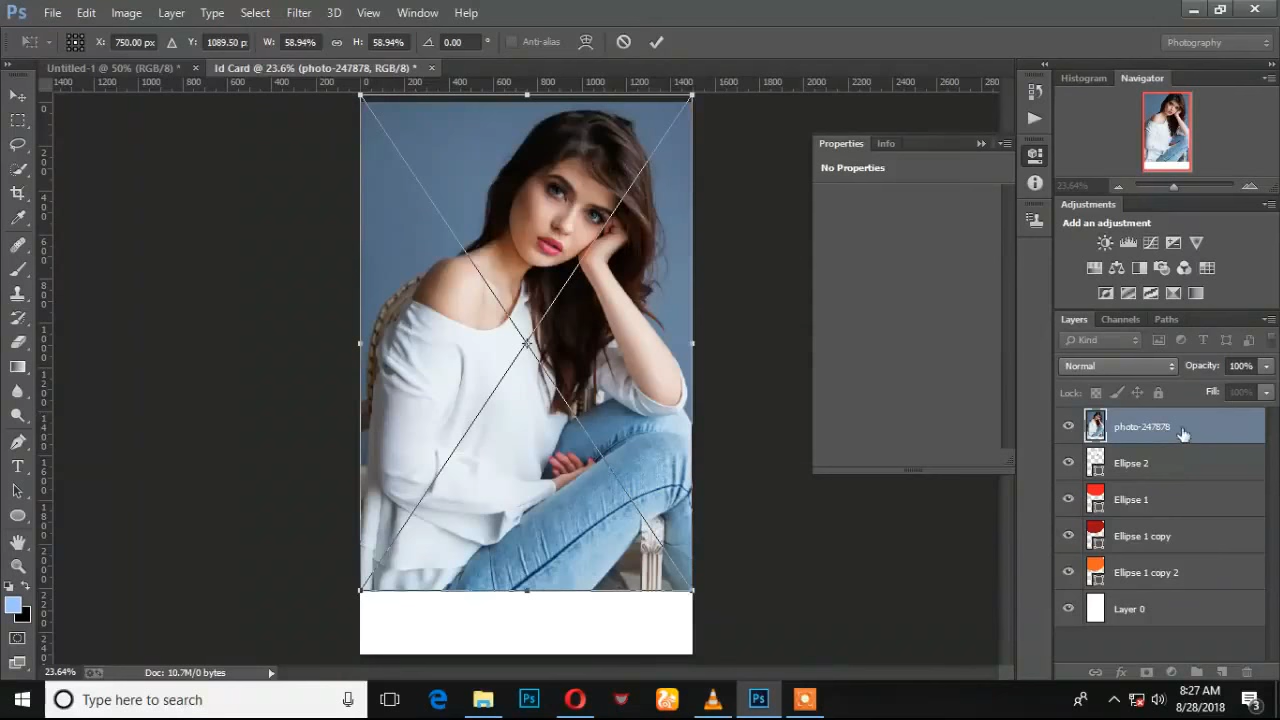 Ps File Edit Image Layer Type Select Filter 3D View Window Help
X: 750.00 px Y: 1089.50 p W: 58.94% H: 58.94% 0.00 ° Anti-alias Photography
Untitled-1 @ 50% (RGB/8) * × Id Card @ 23.6% (photo-247878, RGB/8) * ×
1400 1200 1000 800 600 400 200 0 200 400 600 800 1000 1200 1400 1600 1800 2000 2200 2400 2600 280
Histogram Navigator
Properties Info
No Properties
23.64%
Adjustments
Add an adjustment
Layers Channels Paths
Kind
Normal Opacity: 100%
Lock: Fill: 100%
photo-247878
Ellipse 2
Ellipse 1
Ellipse 1 copy
Ellipse 1 copy 2
Layer 0
23.64% Doc: 10.7M/0 bytes
Type here to search
8:27 AM
8/28/2018
3